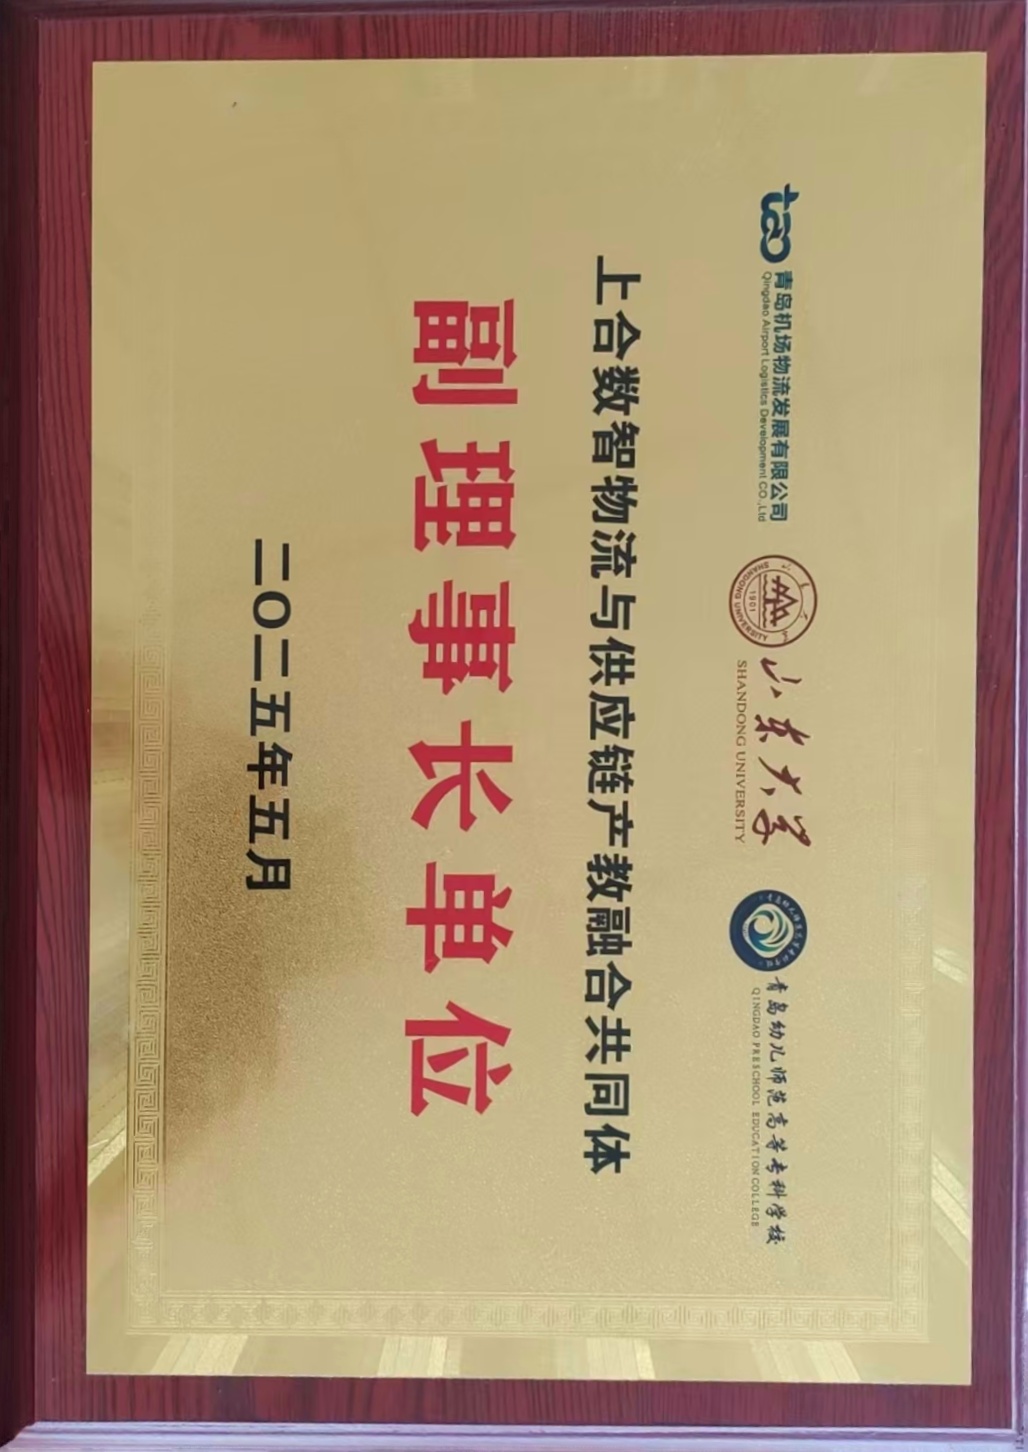 青岛机场物流发展有限公司
Qingdao Airport Logistics Development CO.,Ltd
SHANDONG UNIVERSITY
1901
山东大学
SHANDONG UNIVERSITY
青岛幼儿师范高等专科学校
QINGDAO PRESCHOOL EDUCATION COLLEGE
上合数智物流与供应链产教融合共同体
副理事长单位
二〇二五年五月